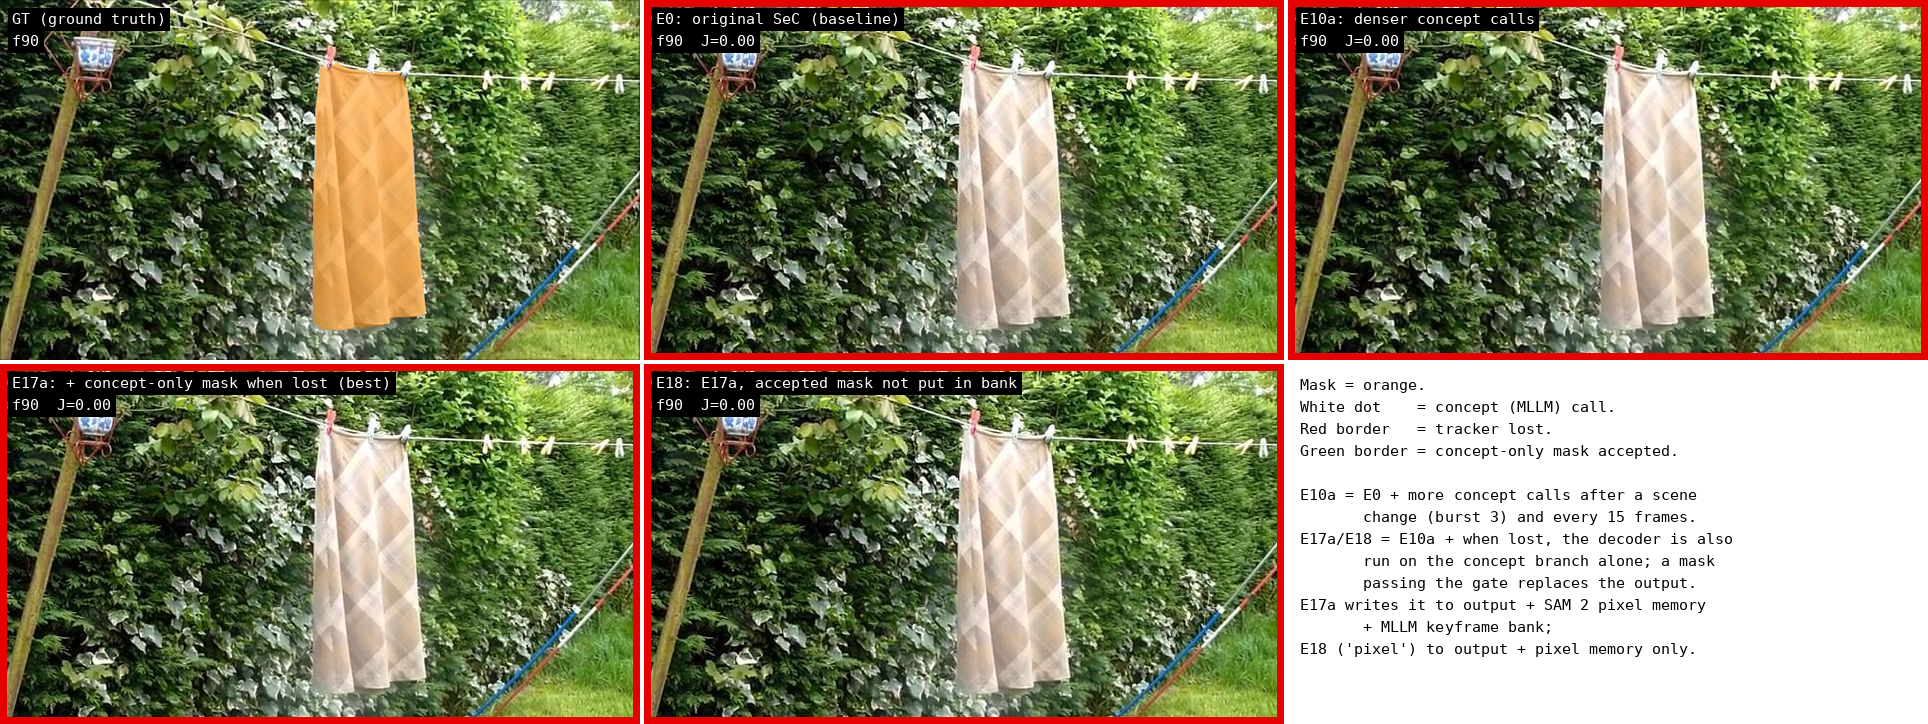 GT (ground truth)
f90
E0: original SeC (baseline)
f90  J=0.00
E10a: denser concept calls
f90  J=0.00
E17a: + concept-only mask when lost (best)
f90  J=0.00
E18: E17a, accepted mask not put in bank
f90  J=0.00
Mask = orange.
White dot    = concept (MLLM) call.
Red border   = tracker lost.
Green border = concept-only mask accepted.
E10a = E0 + more concept calls after a scene
change (burst 3) and every 15 frames.
E17a/E18 = E10a + when lost, the decoder is also
run on the concept branch alone; a mask
passing the gate replaces the output.
E17a writes it to output + SAM 2 pixel memory
+ MLLM keyframe bank;
E18 ('pixel') to output + pixel memory only.